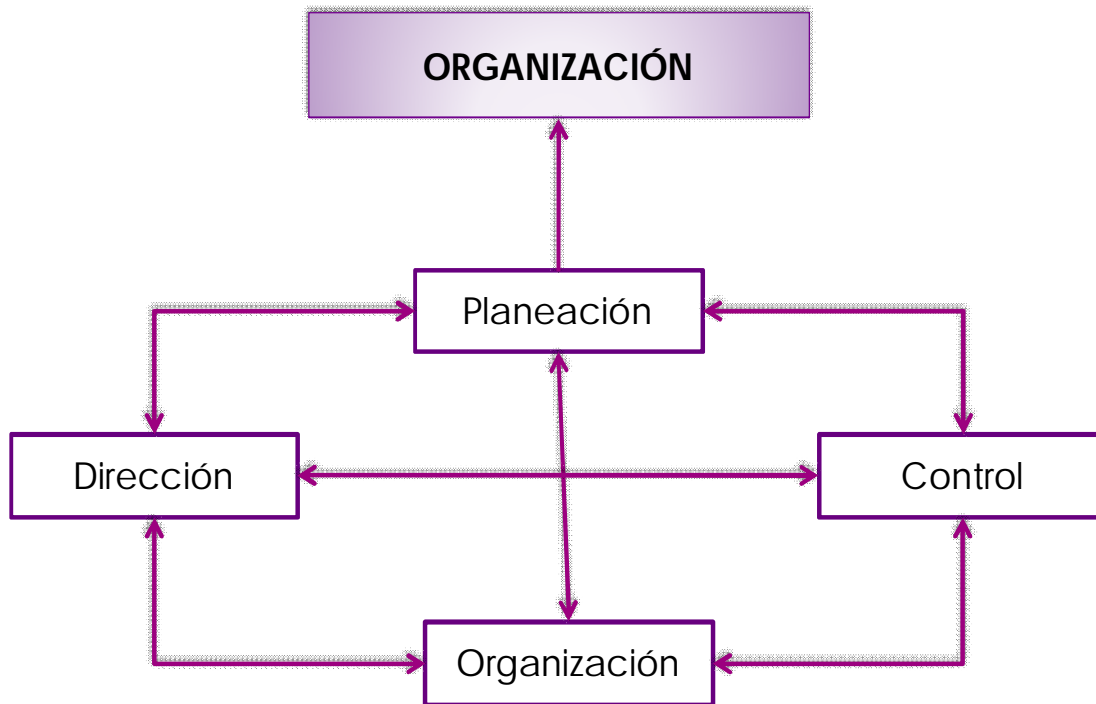 ORGANIZACIÓN
Planeación
Dirección
Control
Organización